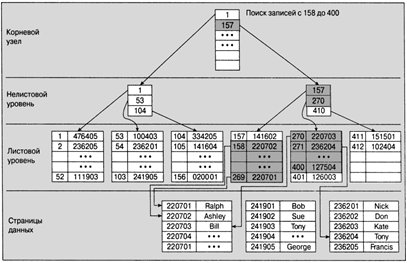 Поиск записей с 158 до 400
Корневой
узел
1
157
•••
•••
Нелистовой
уровень
1
53
104
157
270
410
Листовой
уровень
1 476405
2 236205
•••
•••
52 111903
53 100403
54 236201
•••
•••
103 241905
104 334205
105 141604
•••
•••
156 020001
157 141602
158 220702
•••
•••
269 220701
270 220703
271 236204
•••
400 127504
401 126003
411 151501
412 102404
Страницы
данных
220701 Ralph
220702 Ashley
220703 Bill
220704 •••
220701 •••
241901 Bob
241902 Sue
241903 Tony
241904 •••
241905 George
236201 Nick
236202 Don
236203 Kate
236204 Tony
236205 Francis